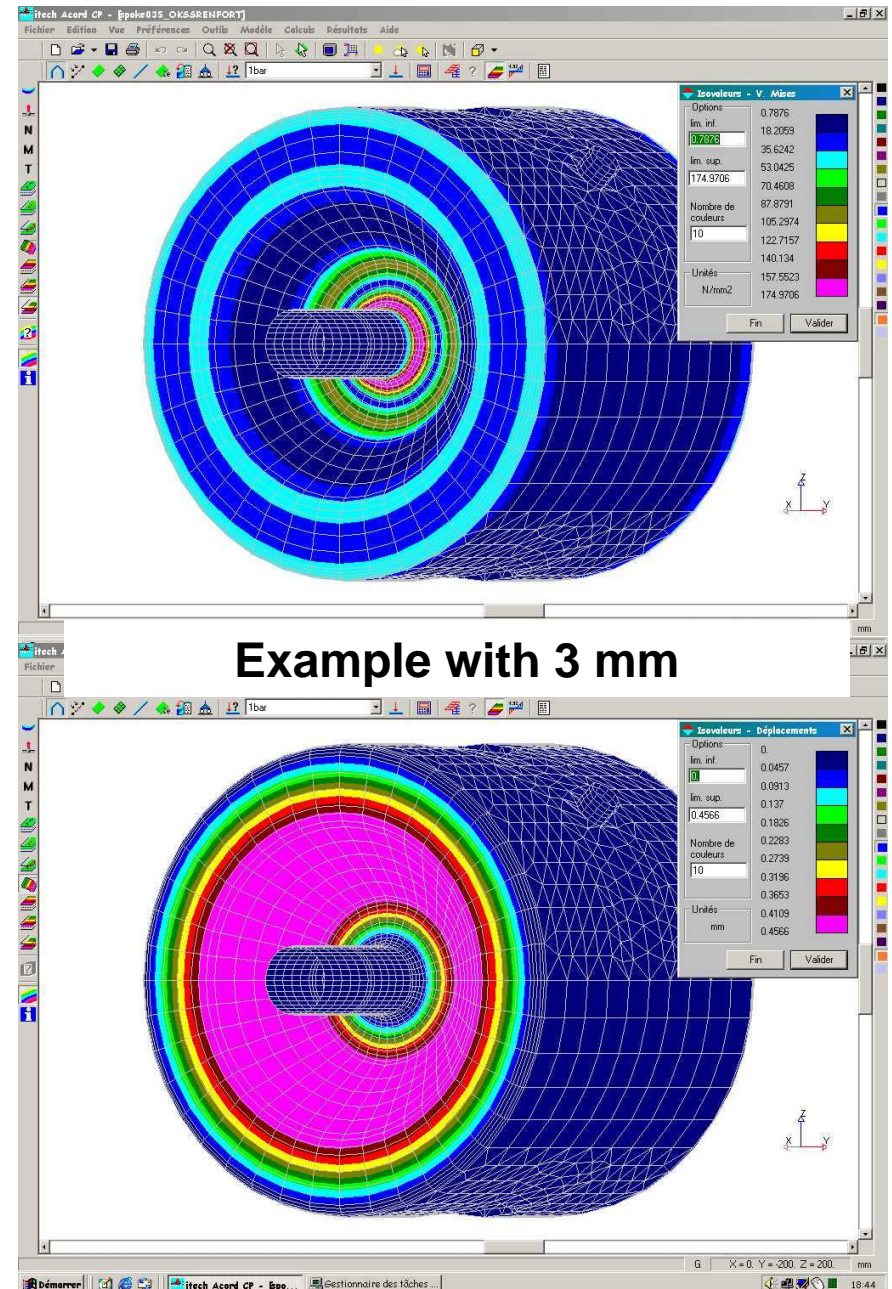 itech Acord CP - [spoke035_OKSSRENFORT]
Fichier Edition Vue Préférences Outils Modèle Calculs Résultats Aide
1bar
N
M
T
Isovaleurs - V. Mises
Options
lim. inf.
0.7876
lim. sup.
174.9706
Nombre de
couleurs
10
Unités
N/mm2
0.7876
18.2059
35.6242
53.0425
70.4608
87.8791
105.2974
122.7157
140.134
157.5523
174.9706
Fin Valider
Z
X Y
mm
Example with 3 mm
itech
Fichier
1bar
N
M
T
Isovaleurs - Déplacements
Options
lim. inf.
0.
lim. sup.
0.4566
Nombre de
couleurs
10
Unités
mm
0.
0.0457
0.0913
0.137
0.1826
0.2283
0.2739
0.3196
0.3653
0.4109
0.4566
Fin Valider
Z
X Y
G X = 0. Y = -200. Z = 200. mm
Démarrer itech Acord CP - [spo... Gestionnaire des tâches ... 18:44